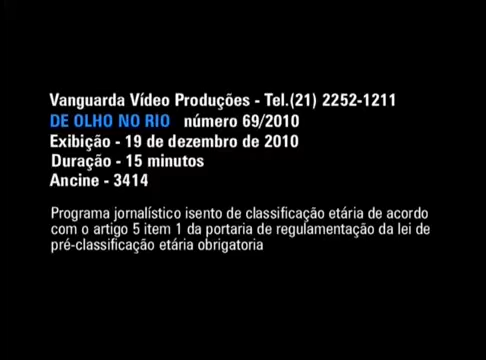 Vanguarda Vídeo Produções - Tel.(21) 2252-1211
DE OLHO NO RIO número 69/2010
Exibição - 19 de dezembro de 2010
Duração - 15 minutos
Ancine - 3414
Programa jornalístico isento de classificação etária de acordo
com o artigo 5 item 1 da portaria de regulamentação da lei de
pré-classificação etária obrigatoria